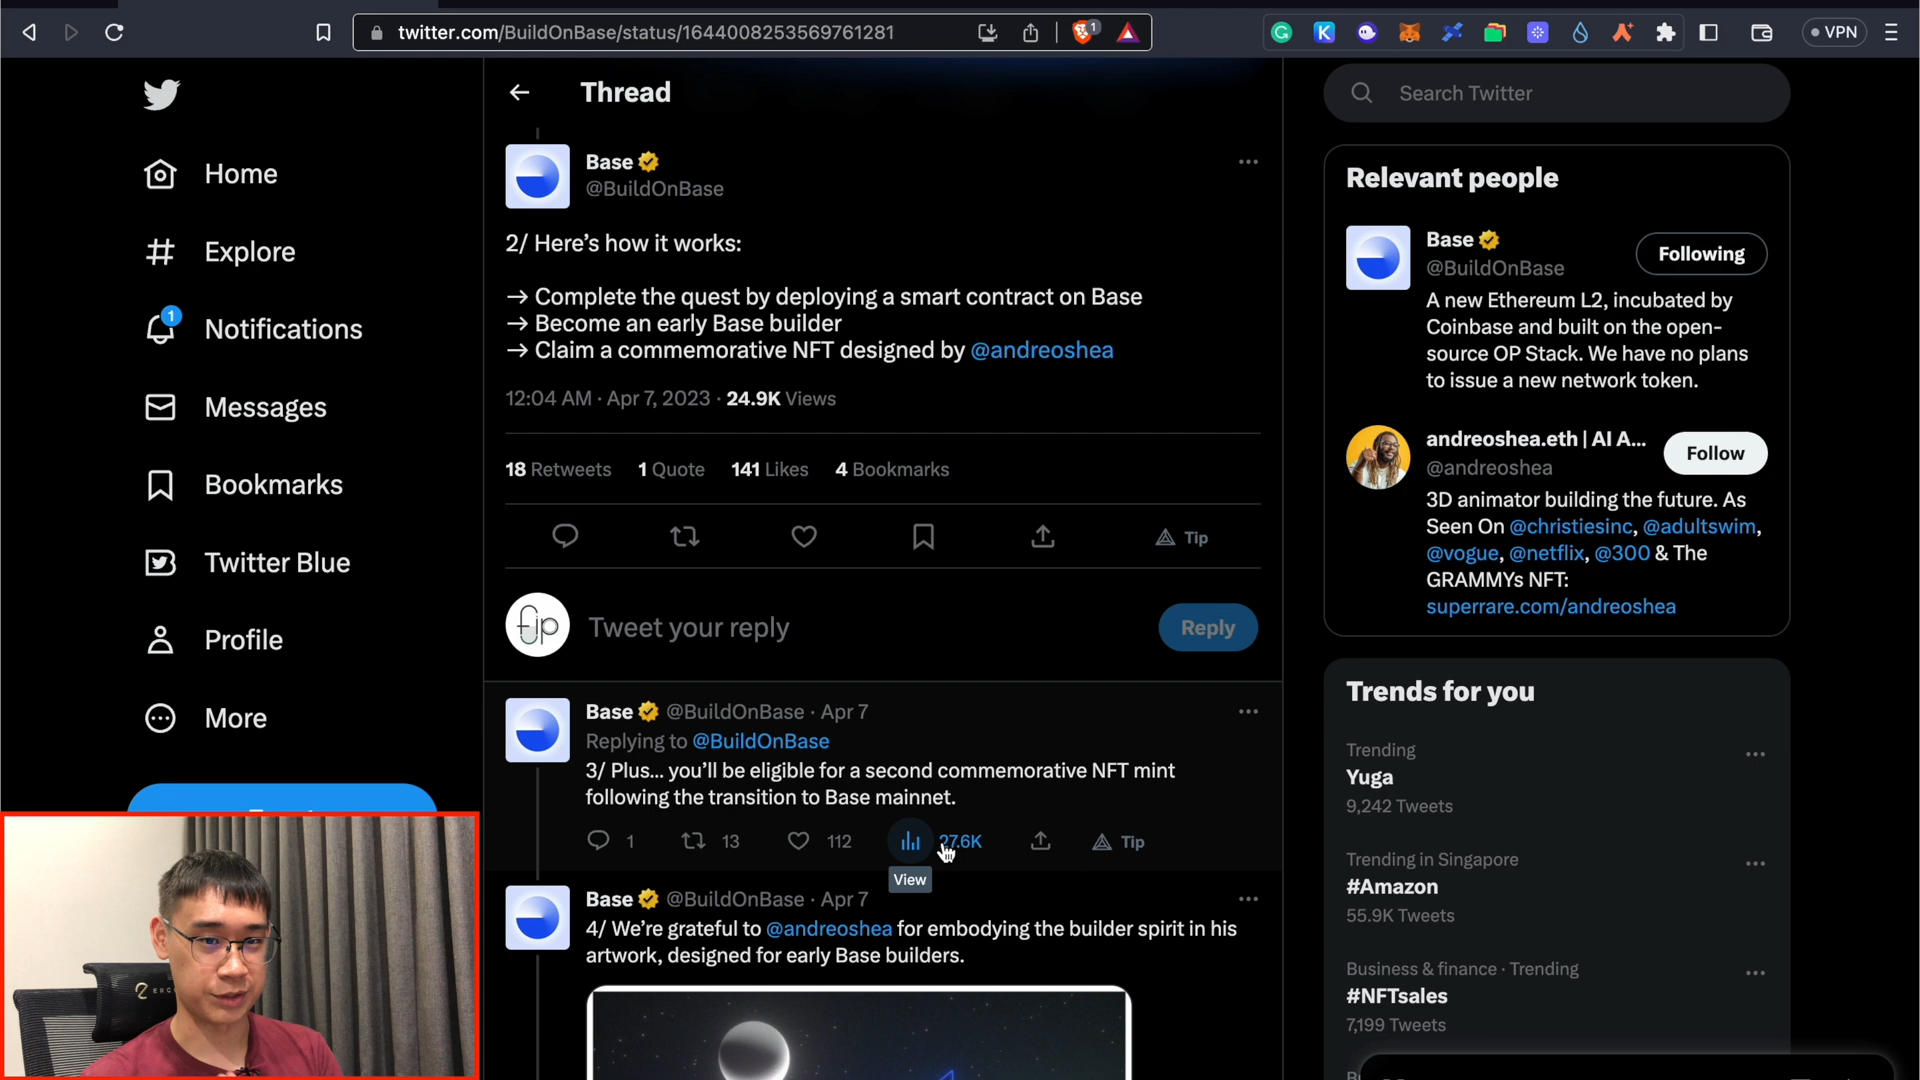 twitter.com/BuildOnBase/status/1644008253569761281
1
VPN
Home
Explore
1
Notifications
Messages
Bookmarks
Twitter Blue
Profile
More
Thread
Base
@BuildOnBase
2/ Here’s how it works:
→ Complete the quest by deploying a smart contract on Base
→ Become an early Base builder
→ Claim a commemorative NFT designed by @andreoshea
12:04 AM · Apr 7, 2023 · 24.9K Views
18 Retweets 1 Quote 141 Likes 4 Bookmarks
Tip
fip
Tweet your reply
Reply
Base @BuildOnBase · Apr 7
Replying to @BuildOnBase
3/ Plus... you’ll be eligible for a second commemorative NFT mint
following the transition to Base mainnet.
1 13 112 27.6K Tip
View
Base @BuildOnBase · Apr 7
4/ We’re grateful to @andreoshea for embodying the builder spirit in his
artwork, designed for early Base builders.
Search Twitter
Relevant people
Base
@BuildOnBase
Following
A new Ethereum L2, incubated by
Coinbase and built on the open-
source OP Stack. We have no plans
to issue a new network token.
andreoshea.eth | AI A...
@andreoshea
Follow
3D animator building the future. As
Seen On @christiesinc, @adultswim,
@vogue, @netflix, @300 & The
GRAMMYs NFT:
superrare.com/andreoshea
Trends for you
Trending
Yuga
9,242 Tweets
Trending in Singapore
#Amazon
55.9K Tweets
Business & finance · Trending
#NFTsales
7,199 Tweets